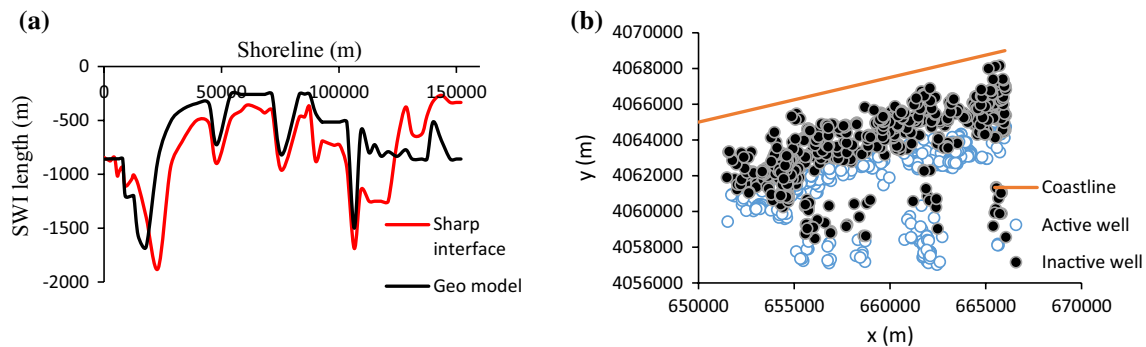 (a)
Shoreline (m)
0
0
50000
100000
150000
-500
-1000
-1500
-2000
SWI length (m)
Sharp
interface
Geo model
(b)
4070000
4068000
4066000
4064000
4062000
4060000
4058000
4056000
y (m)
650000
655000
660000
665000
670000
x (m)
Coastline
Active well
Inactive well